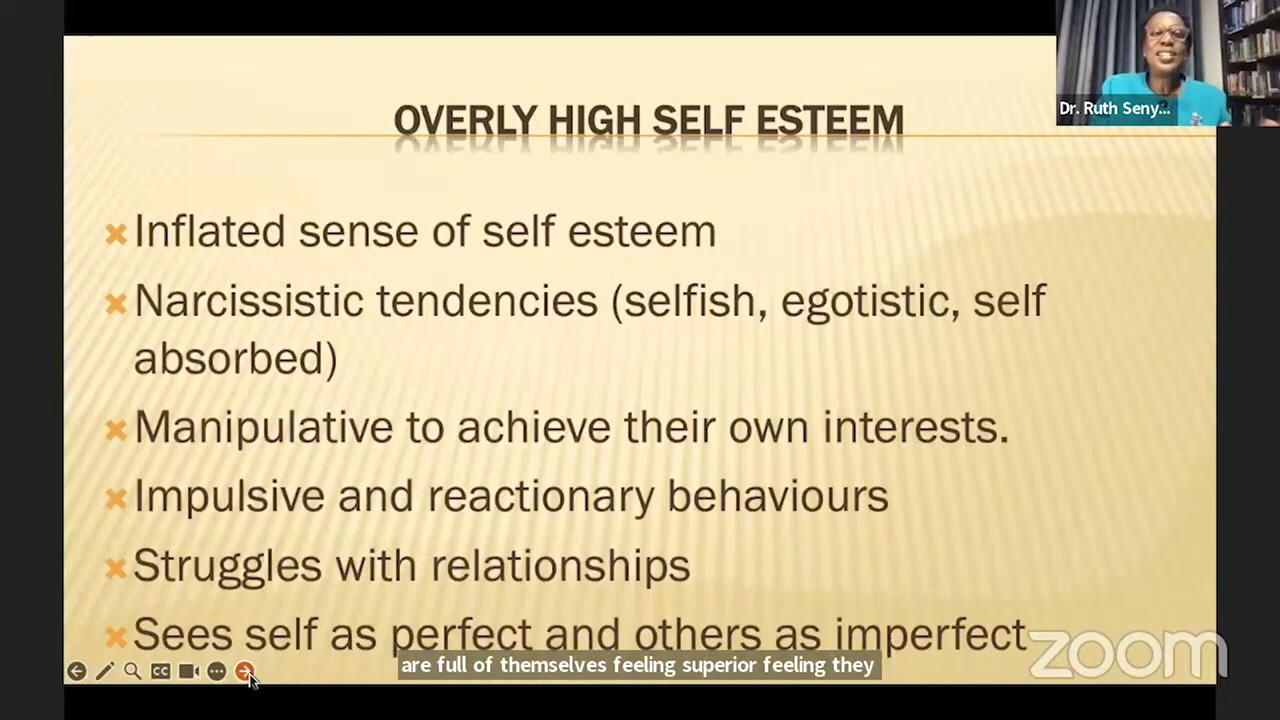 OVERLY HIGH SELF ESTEEM
Dr. Ruth Seny...
Inflated sense of self esteem
Narcissistic tendencies (selfish, egotistic, self
absorbed)
Manipulative to achieve their own interests.
Impulsive and reactionary behaviours
Struggles with relationships
Sees self as perfect and others as imperfect
are full of themselves feeling superior feeling they
CC
zoom